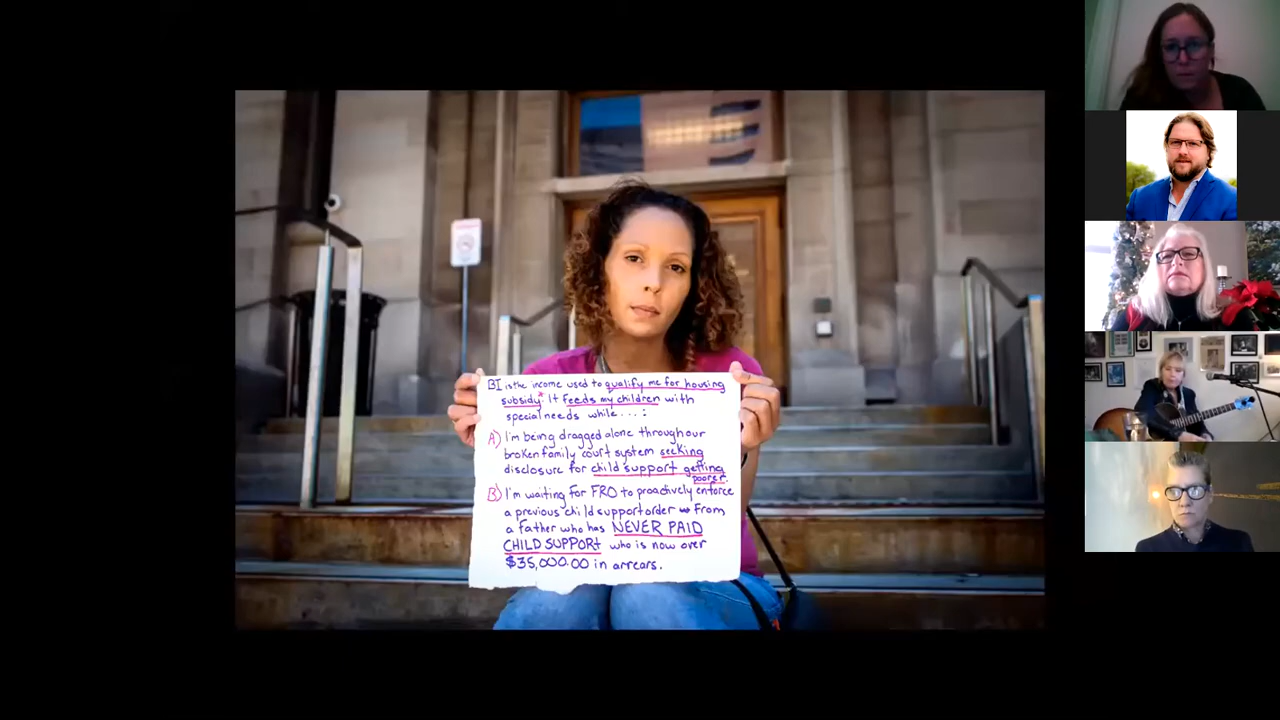 BI is the income used to qualify me for housing
subsidy* It feeds my children with
special needs while . . . :
A) I'm being dragged alone through our
broken family court system seeking
disclosure for child support getting
poorer.
B) I'm waiting for FRO to proactively enforce
a previous child support order from
a father who has NEVER PAID
CHILD SUPPORT who is now over
$35,000.00 in arrears.